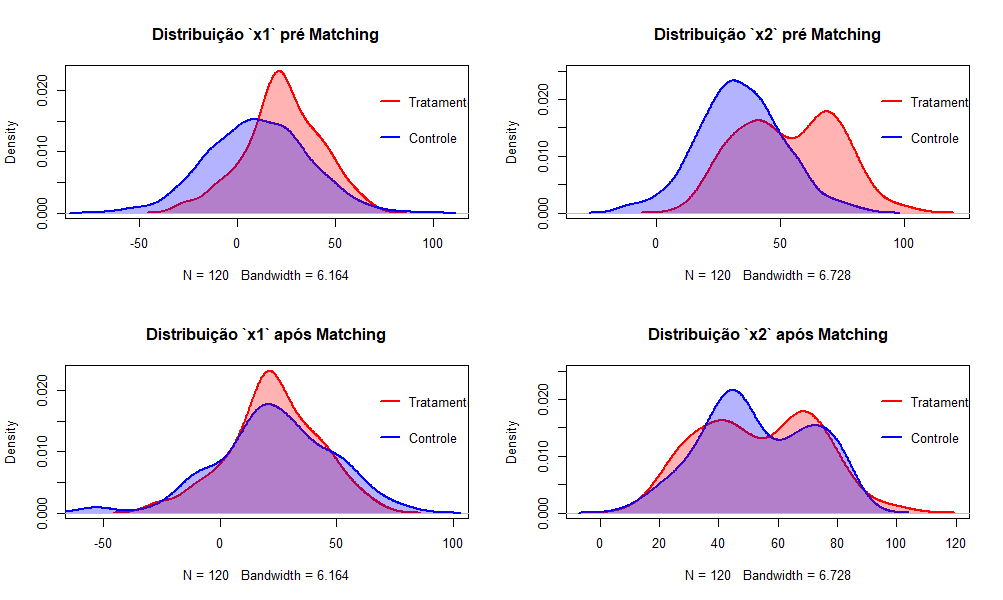 Distribuição `x1` pré Matching
Density
0.000 0.010 0.020
Tratament
Controle
-50 0 50 100
N = 120 Bandwidth = 6.164
Distribuição `x2` pré Matching
Density
0.000 0.010 0.020
Tratament
Controle
0 50 100
N = 120 Bandwidth = 6.728
Distribuição `x1` após Matching
Density
0.000 0.010 0.020
Tratament
Controle
-50 0 50 100
N = 120 Bandwidth = 6.164
Distribuição `x2` após Matching
Density
0.000 0.010 0.020
Tratament
Controle
0 20 40 60 80 100 120
N = 120 Bandwidth = 6.728